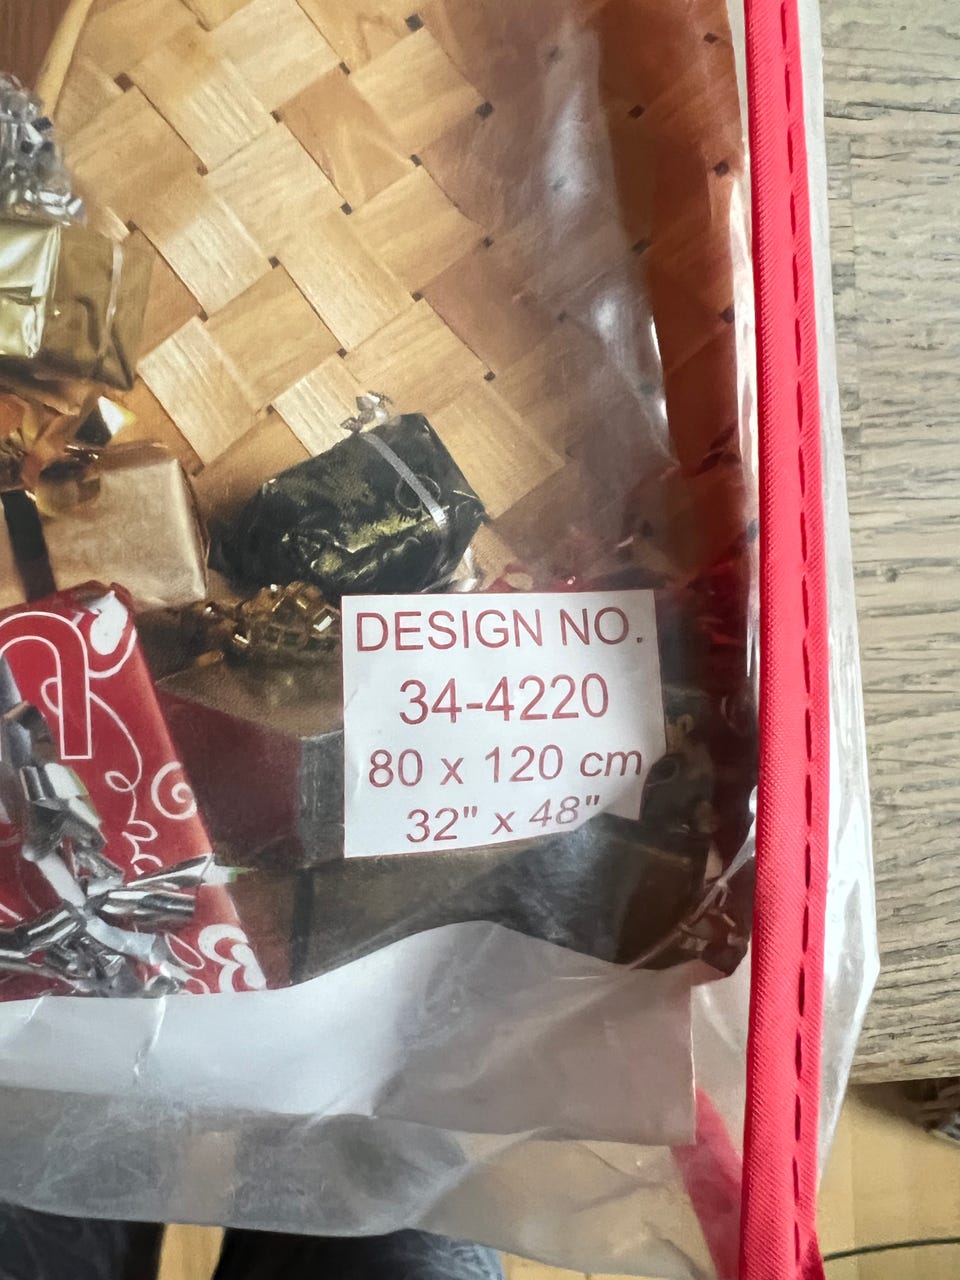 DESIGN NO.
34-4220
80 x 120 cm
32" x 48"